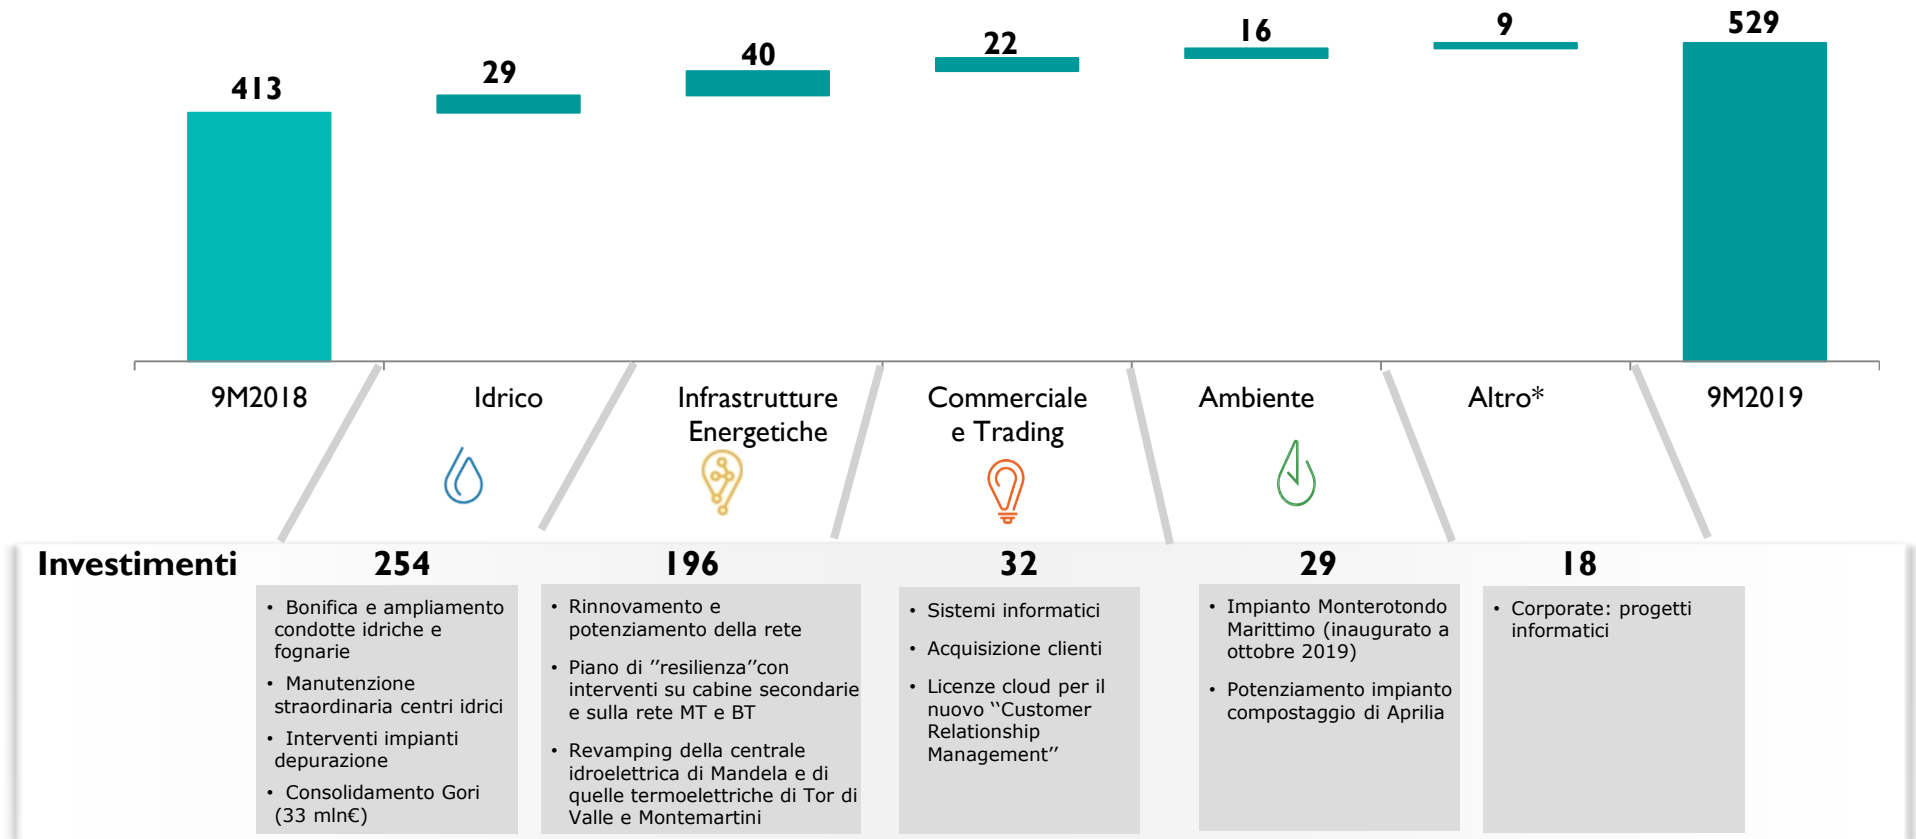 413
29
40
22
16
9
529
9M2018
Idrico
Infrastrutture
Energetiche
Commerciale
e Trading
Ambiente
Altro*
9M2019
Investimenti
254
196
32
29
18
• Bonifica e ampliamento
condotte idriche e
fognarie
• Manutenzione
straordinaria centri idrici
• Interventi impianti
depurazione
• Consolidamento Gori
(33 mln€)
• Rinnovamento e
potenziamento della rete
• Piano di ”resilienza”con
interventi su cabine secondarie
e sulla rete MT e BT
• Revamping della centrale
idroelettrica di Mandela e di
quelle termoelettriche di Tor di
Valle e Montemartini
• Sistemi informatici
• Acquisizione clienti
• Licenze cloud per il
nuovo “Customer
Relationship
Management”
• Impianto Monterotondo
Marittimo (inaugurato a
ottobre 2019)
• Potenziamento impianto
compostaggio di Aprilia
• Corporate: progetti
informatici